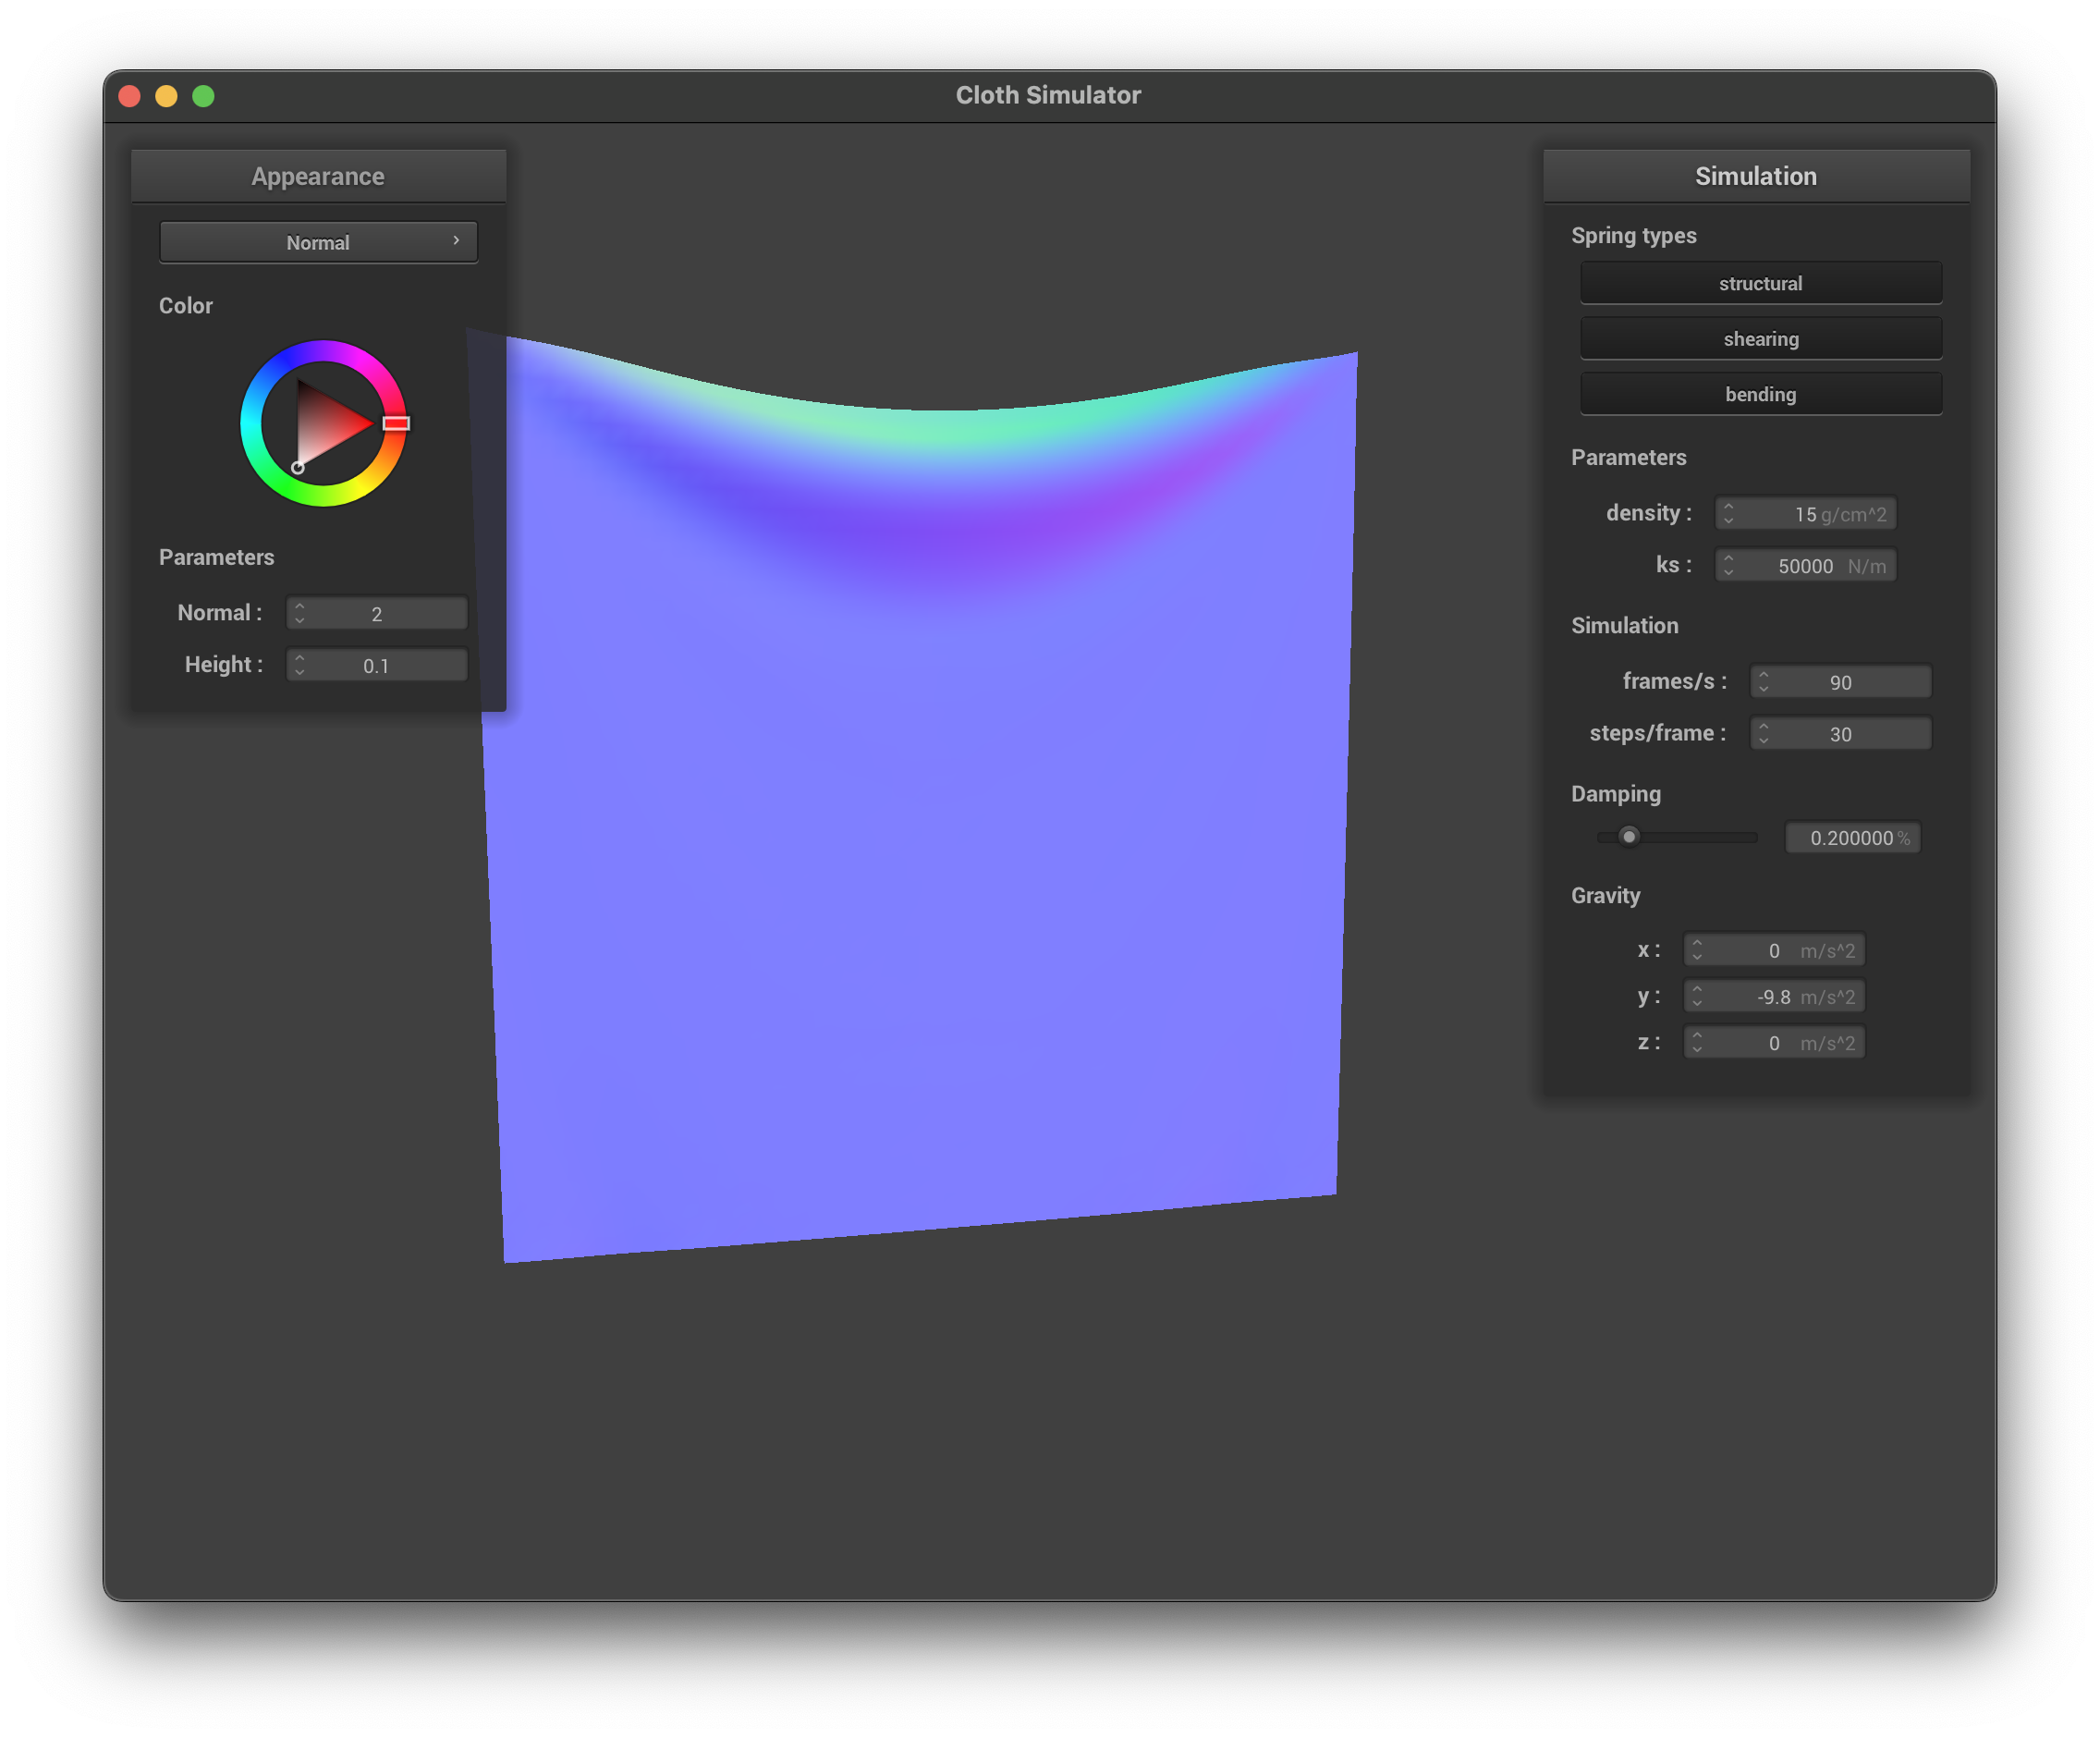 Cloth Simulator
Appearance
Normal
Color
Parameters
Normal : 2
Height : 0.1
Simulation
Spring types
structural
shearing
bending
Parameters
density : 15 g/cm^2
ks : 50000 N/m
Simulation
frames/s : 90
steps/frame : 30
Damping
0.200000 %
Gravity
x : 0 m/s^2
y : -9.8 m/s^2
z : 0 m/s^2